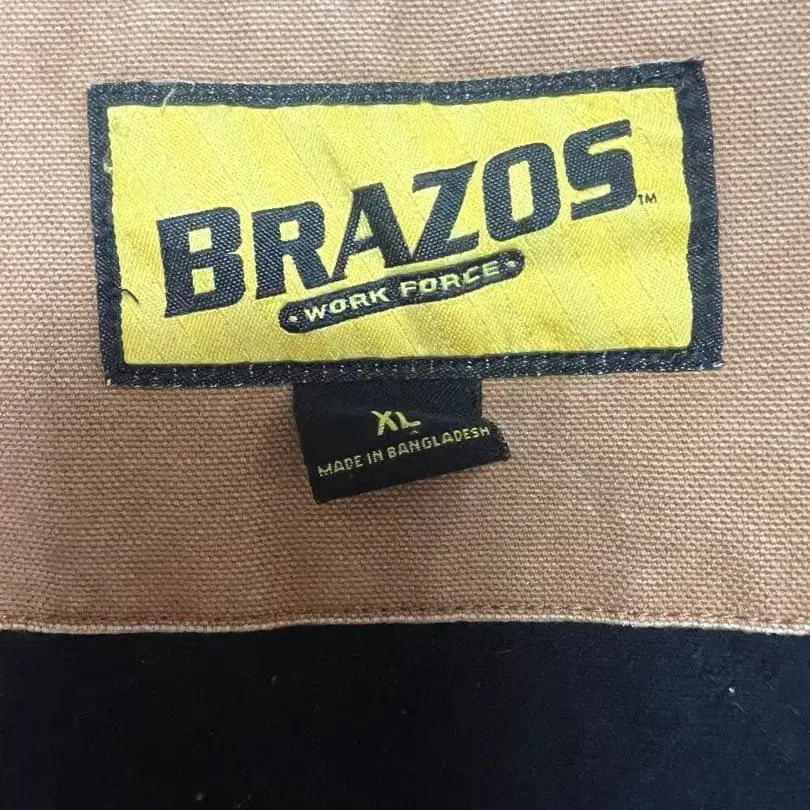 BRAZOS™
• WORK FORCE •
XL
MADE IN BANGLADESH